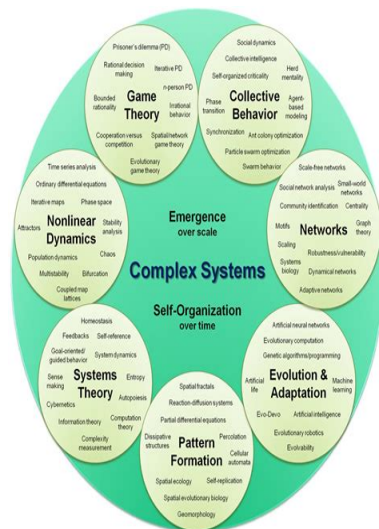 Prisoner's dilemma (PD)
Rational decision making
Iterative PD
n-person PD
Bounded rationality
Game Theory
Irrational behavior
Cooperation versus competition
Spatial/network game theory
Evolutionary game theory
Social dynamics
Collective intelligence
Self-organized criticality
Herd mentality
Collective Behavior
Agent-based modeling
Phase transition
Synchronization
Ant colony optimization
Particle swarm optimization
Swarm behavior
Time series analysis
Ordinary differential equations
Iterative maps
Phase space
Attractors
Nonlinear Dynamics
Stability analysis
Population dynamics
Chaos
Multistability
Bifurcation
Coupled map lattices
Emergence
over scale
Complex Systems
Self-Organization
over time
Scale-free networks
Social network analysis
Small-world networks
Community identification
Centrality
Motifs
Networks
Graph theory
Scaling
Robustness/vulnerability
Systems biology
Dynamical networks
Adaptive networks
Homeostasis
Feedbacks
Self-reference
Goal-oriented/
guided behavior
System dynamics
Sense making
Systems Theory
Entropy
Cybernetics
Autopoiesis
Information theory
Computation theory
Complexity measurement
Spatial fractals
Reaction-diffusion systems
Partial differential equations
Dissipative structures
Percolation
Pattern Formation
Cellular automata
Spatial ecology
Self-replication
Spatial evolutionary biology
Geomorphology
Artificial neural networks
Evolutionary computation
Genetic algorithms/programming
Artificial life
Evolution & Adaptation
Machine learning
Evo-Devo
Artificial intelligence
Evolutionary robotics
Evolvability